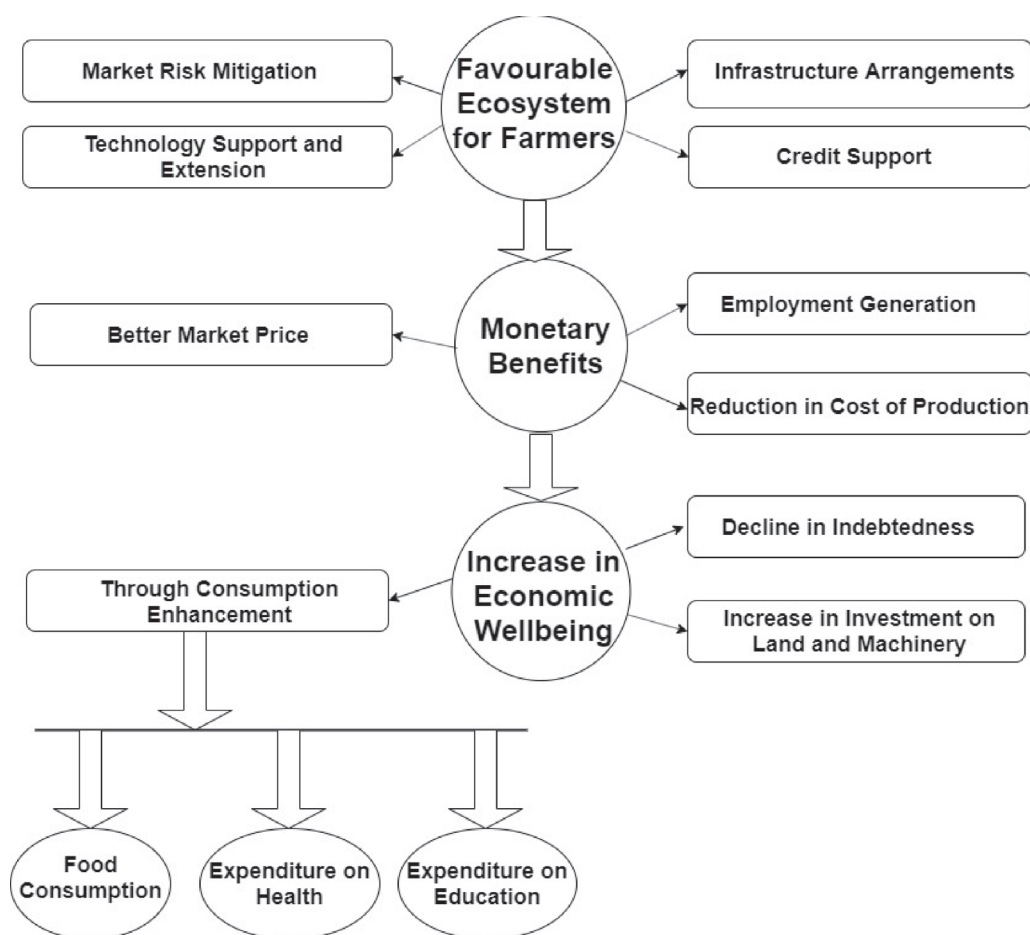 Market Risk Mitigation
Technology Support and
Extension
Favourable
Ecosystem
for Farmers
Infrastructure Arrangements
Credit Support
Better Market Price
Monetary
Benefits
Employment Generation
Reduction in Cost of Production
Through Consumption
Enhancement
Increase in
Economic
Wellbeing
Decline in Indebtedness
Increase in Investment on
Land and Machinery
Food
Consumption
Expenditure on
Health
Expenditure on
Education